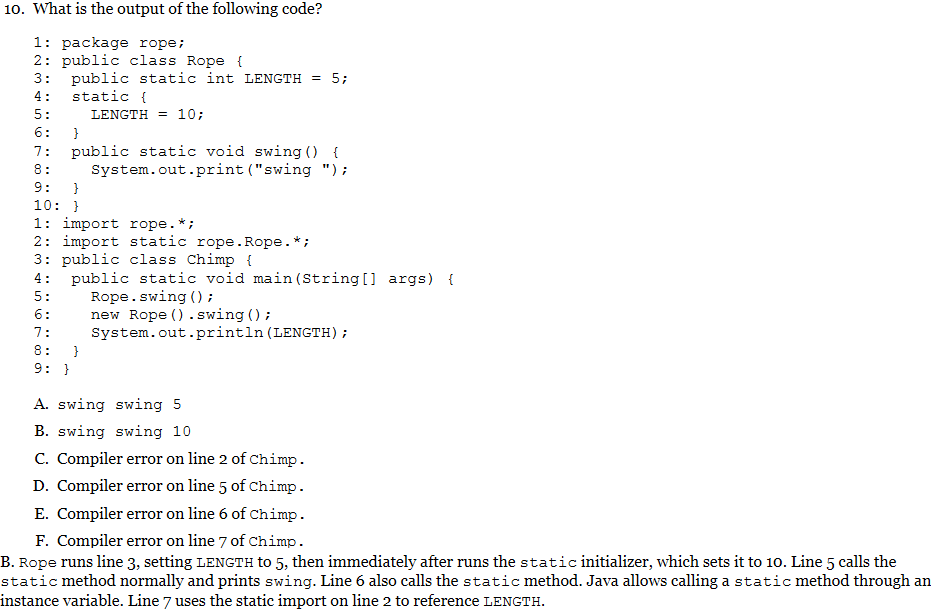 10. What is the output of the following code?
1: package rope;
2: public class Rope {
3:  public static int LENGTH = 5;
4:  static {
5:    LENGTH = 10;
6:  }
7:  public static void swing() {
8:    System.out.print("swing ");
9:  }
10: }
1: import rope.*;
2: import static rope.Rope.*;
3: public class Chimp {
4:  public static void main(String[] args) {
5:    Rope.swing();
6:    new Rope().swing();
7:    System.out.println(LENGTH);
8:  }
9: }
A. swing swing 5
B. swing swing 10
C. Compiler error on line 2 of Chimp.
D. Compiler error on line 5 of Chimp.
E. Compiler error on line 6 of Chimp.
F. Compiler error on line 7 of Chimp.
B. Rope runs line 3, setting LENGTH to 5, then immediately after runs the static initializer, which sets it to 10. Line 5 calls the
static method normally and prints swing. Line 6 also calls the static method. Java allows calling a static method through an
instance variable. Line 7 uses the static import on line 2 to reference LENGTH.